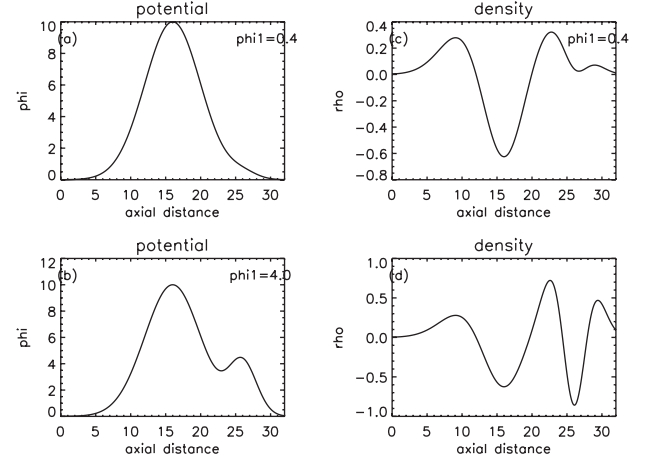 potential
density
(a)
phi1=0.4
(c)
phi1=0.4
10
8
6
4
2
0
phi
0.4
0.2
0.0
−0.2
−0.4
−0.6
−0.8
rho
0 5 10 15 20 25 30
0 5 10 15 20 25 30
axial distance
axial distance
potential
density
(b)
phi1=4.0
(d)
12
10
8
6
4
2
0
phi
1.0
0.5
0.0
−0.5
−1.0
rho
0 5 10 15 20 25 30
0 5 10 15 20 25 30
axial distance
axial distance